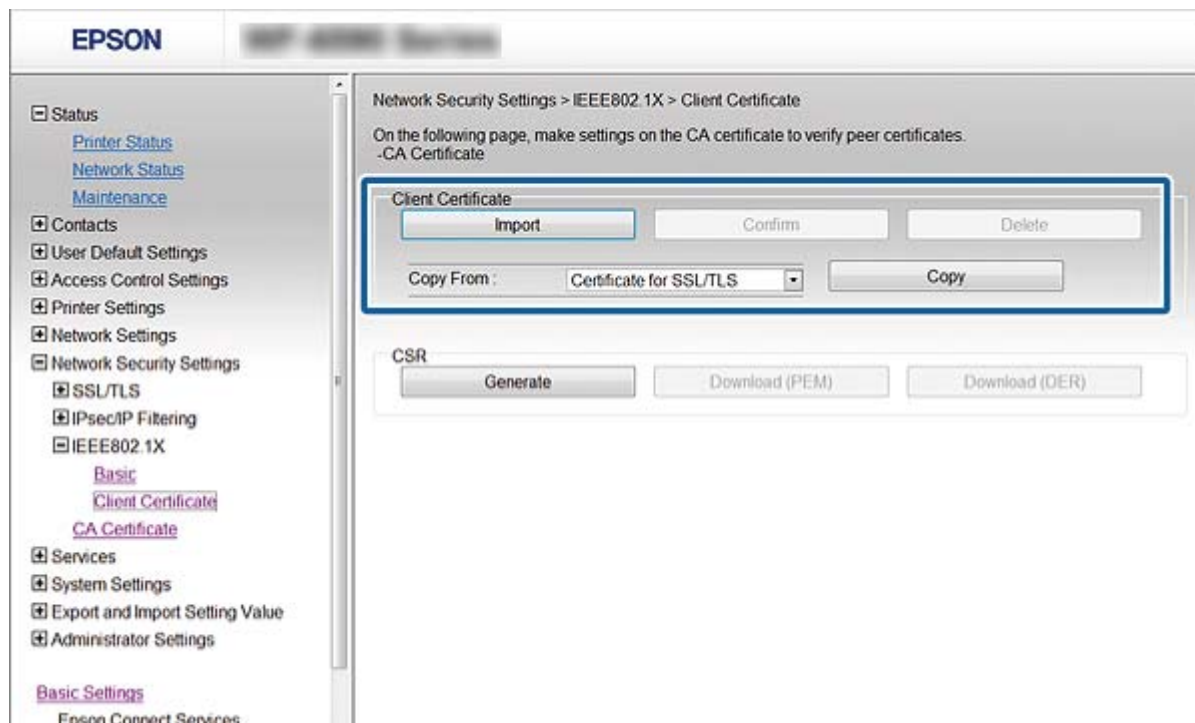 EPSON
Status
Printer Status
Network Status
Maintenance
Contacts
User Default Settings
Access Control Settings
Printer Settings
Network Settings
Network Security Settings
SSL/TLS
IPsec/IP Filtering
IEEE802.1X
Basic
Client Certificate
CA Certificate
Services
System Settings
Export and Import Setting Value
Administrator Settings
Basic Settings
Epson Connect Services
Network Security Settings > IEEE802.1X > Client Certificate
On the following page, make settings on the CA certificate to verify peer certificates.
-CA Certificate
Client Certificate
Import Confirm Delete
Copy From : Certificate for SSL/TLS Copy
CSR
Generate Download (PEM) Download (DER)